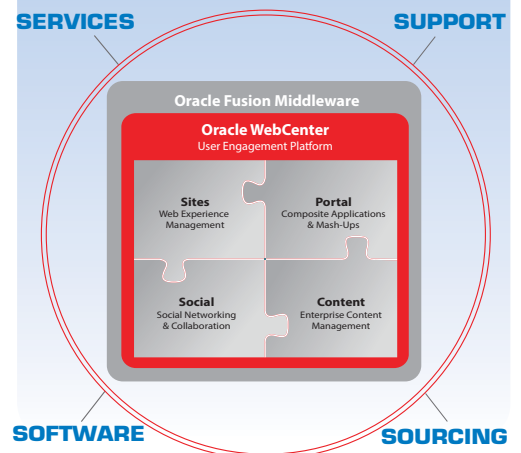 SERVICES
SUPPORT
Oracle Fusion Middleware
Oracle WebCenter
User Engagement Platform
Sites
Web Experience
Management
Portal
Composite Applications
& Mash-Ups
Social
Social Networking
& Collaboration
Content
Enterprise Content
Management
SOFTWARE
SOURCING